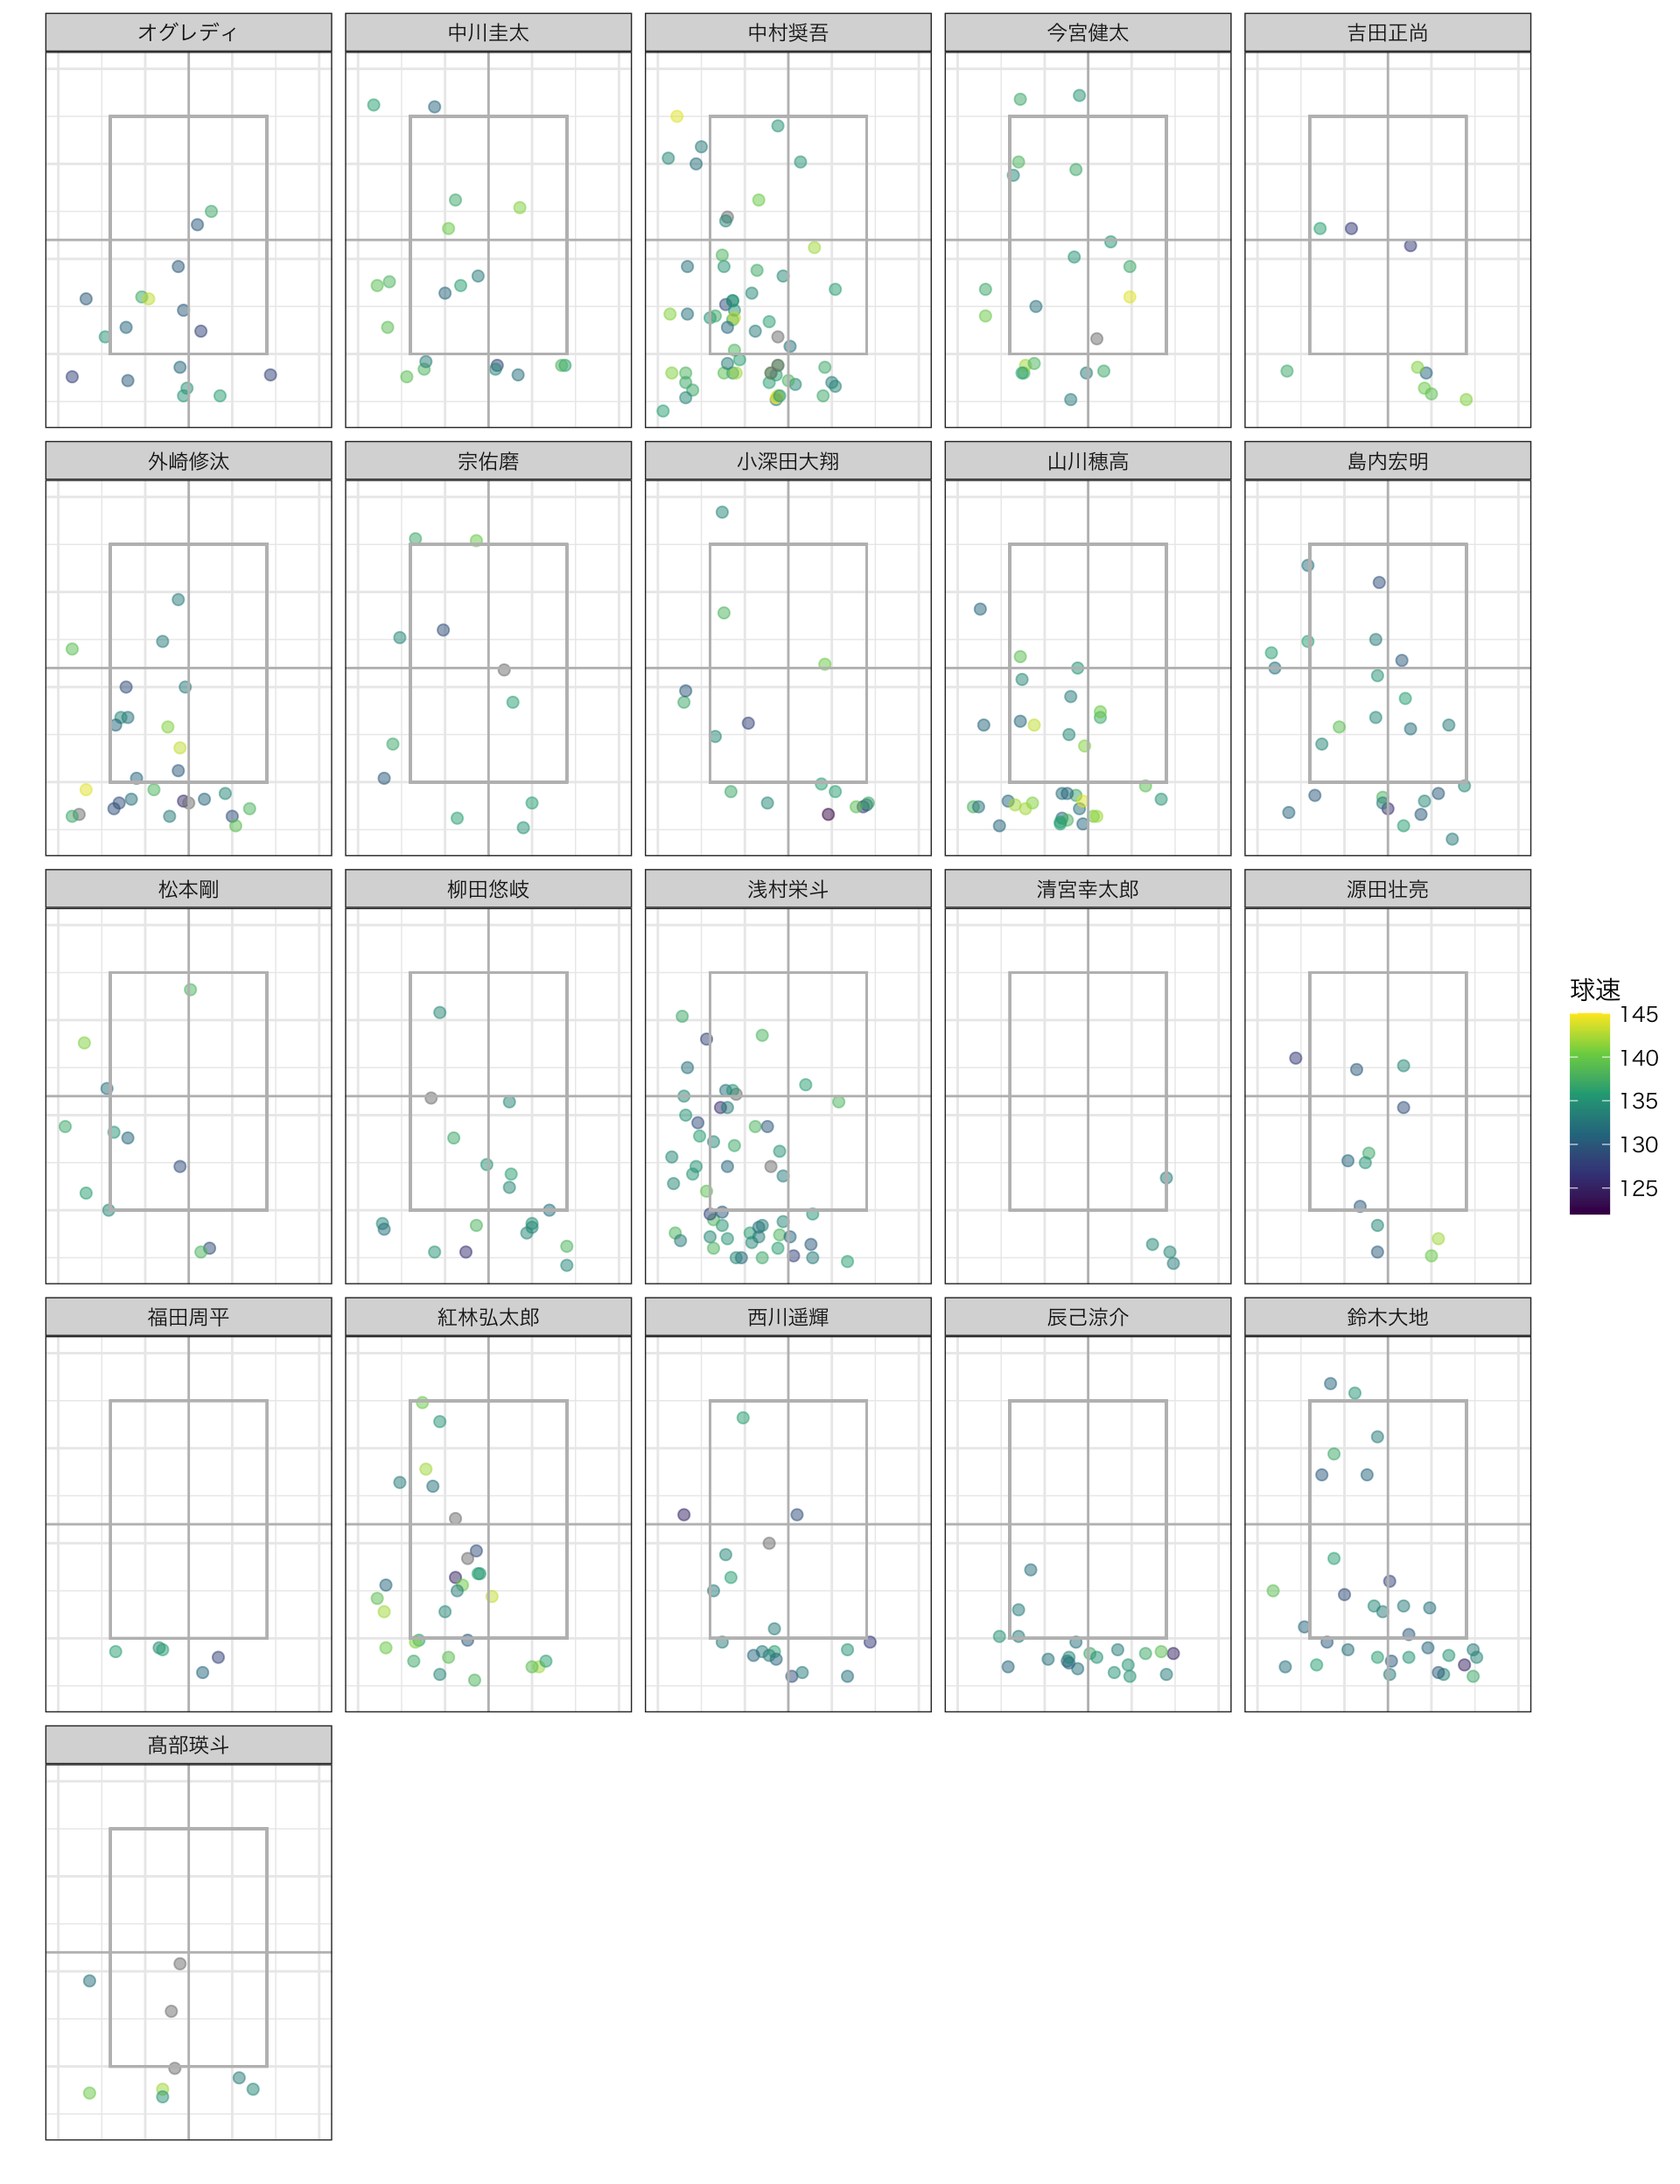 オグレディ
中川圭太
中村奨吾
今宮健太
吉田正尚
外崎修汰
宗佑磨
小深田大翔
山川穂高
島内宏明
松本剛
柳田悠岐
浅村栄斗
清宮幸太郎
源田壮亮
福田周平
紅林弘太郎
西川遥輝
辰己涼介
鈴木大地
髙部瑛斗
球速
145
140
135
130
125